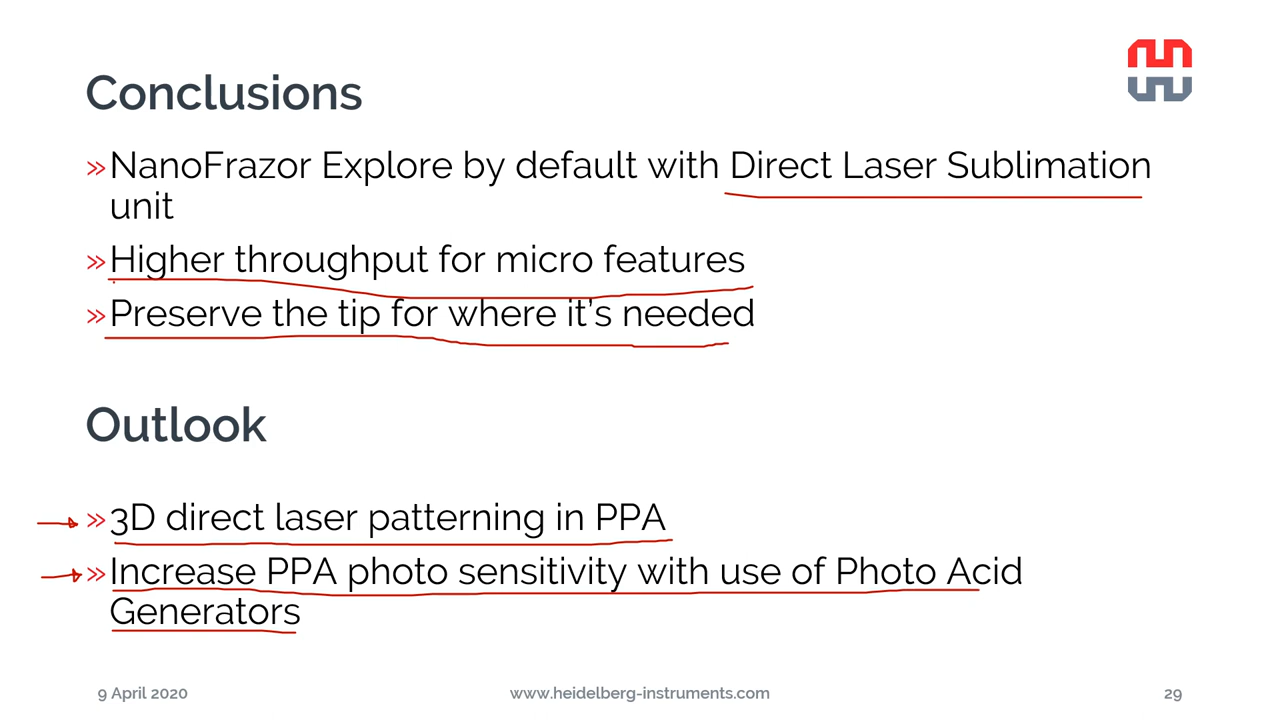 Conclusions
»NanoFrazor Explore by default with Direct Laser Sublimation
unit
»Higher throughput for micro features
»Preserve the tip for where it's needed
Outlook
»3D direct laser patterning in PPA
»Increase PPA photo sensitivity with use of Photo Acid
Generators
9 April 2020
www.heidelberg-instruments.com
29